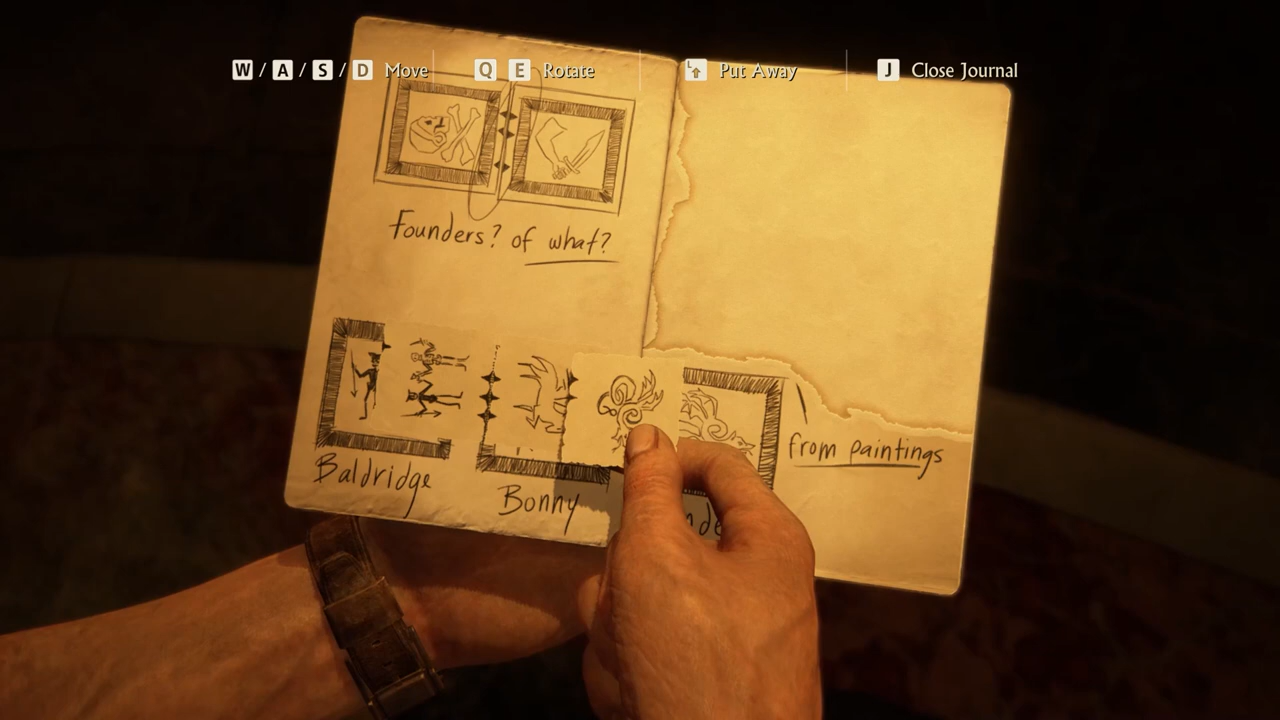 W / A / S / D Move Q E Rotate Put Away J Close Journal
Founders? of what?
from paintings
Baldridge
Bonny